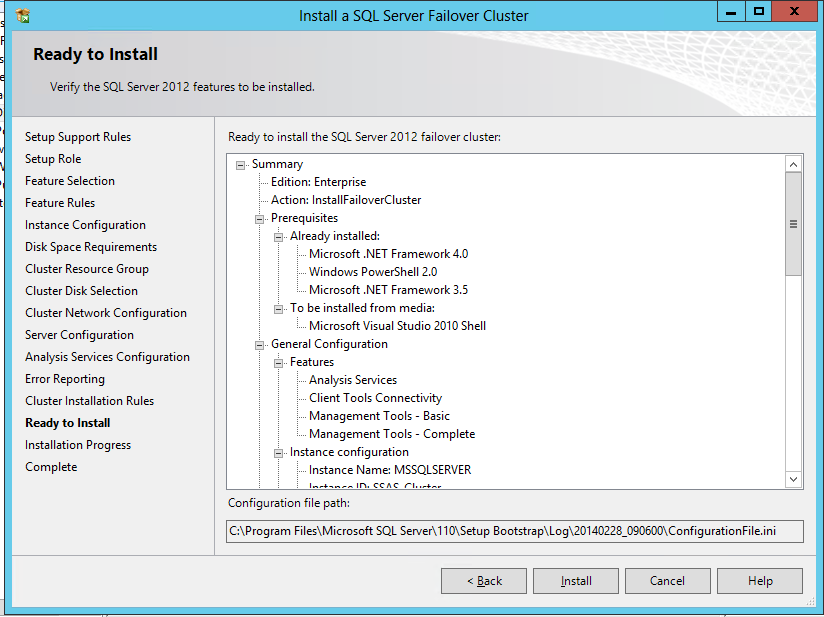 Install a SQL Server Failover Cluster
Ready to Install
Verify the SQL Server 2012 features to be installed.
Setup Support Rules
Setup Role
Feature Selection
Feature Rules
Instance Configuration
Disk Space Requirements
Cluster Resource Group
Cluster Disk Selection
Cluster Network Configuration
Server Configuration
Analysis Services Configuration
Error Reporting
Cluster Installation Rules
Ready to Install
Installation Progress
Complete
Ready to install the SQL Server 2012 failover cluster:
Summary
Edition: Enterprise
Action: InstallFailoverCluster
Prerequisites
Already installed:
Microsoft .NET Framework 4.0
Windows PowerShell 2.0
Microsoft .NET Framework 3.5
To be installed from media:
Microsoft Visual Studio 2010 Shell
General Configuration
Features
Analysis Services
Client Tools Connectivity
Management Tools - Basic
Management Tools - Complete
Instance configuration
Instance Name: MSSQLSERVER
Instance ID: SSAS_Cluster
Configuration file path:
C:\Program Files\Microsoft SQL Server\110\Setup Bootstrap\Log\20140228_090600\ConfigurationFile.ini
< Back
Install
Cancel
Help